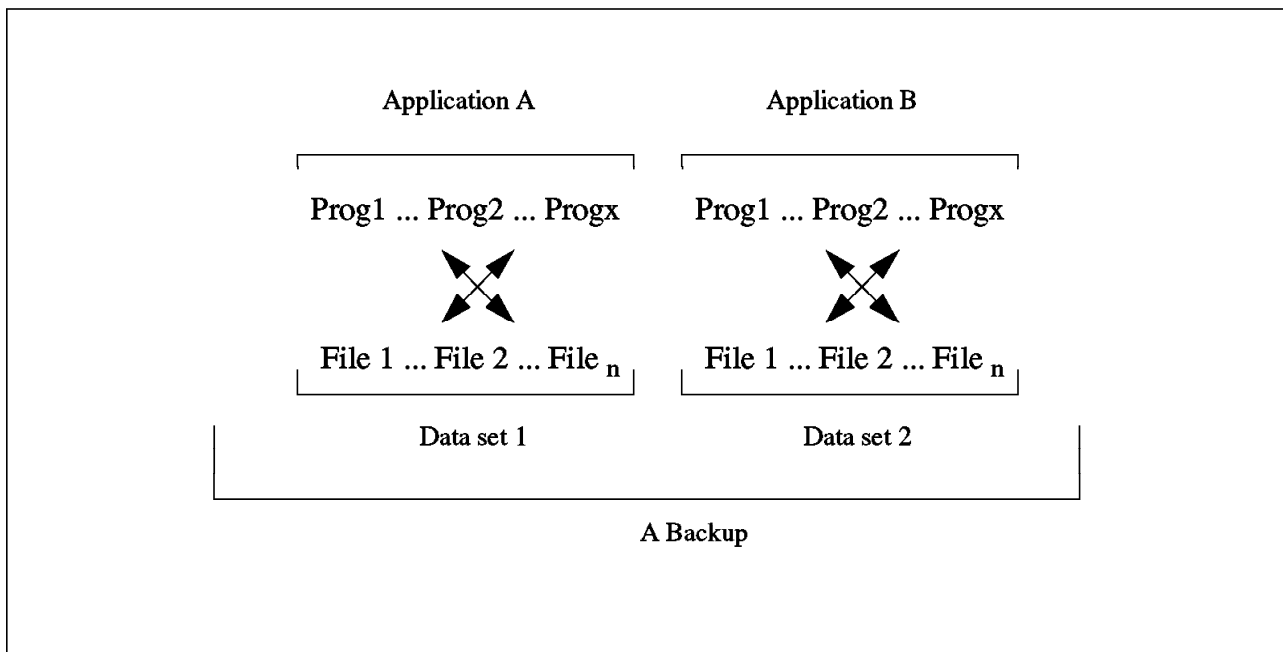 Application A Application B
Prog1 ... Prog2 ... Progx Prog1 ... Prog2 ... Progx
File 1 ... File 2 ... File n File 1 ... File 2 ... File n
Data set 1 Data set 2
A Backup